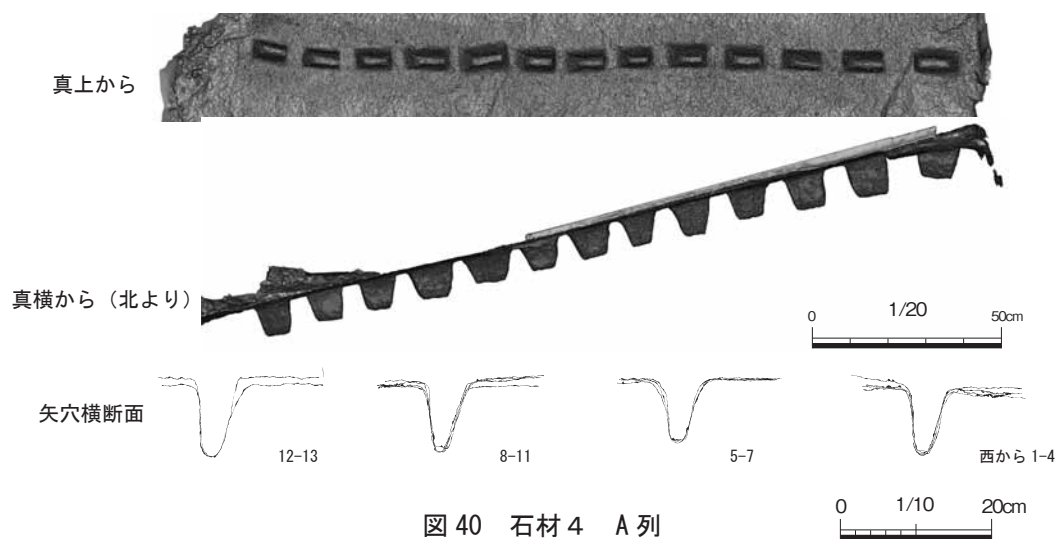 真上から
真横から（北より）
0 1/20 50cm
矢穴横断面
12-13 8-11 5-7 西から 1-4
図 40 石材４ A 列
0 1/10 20cm